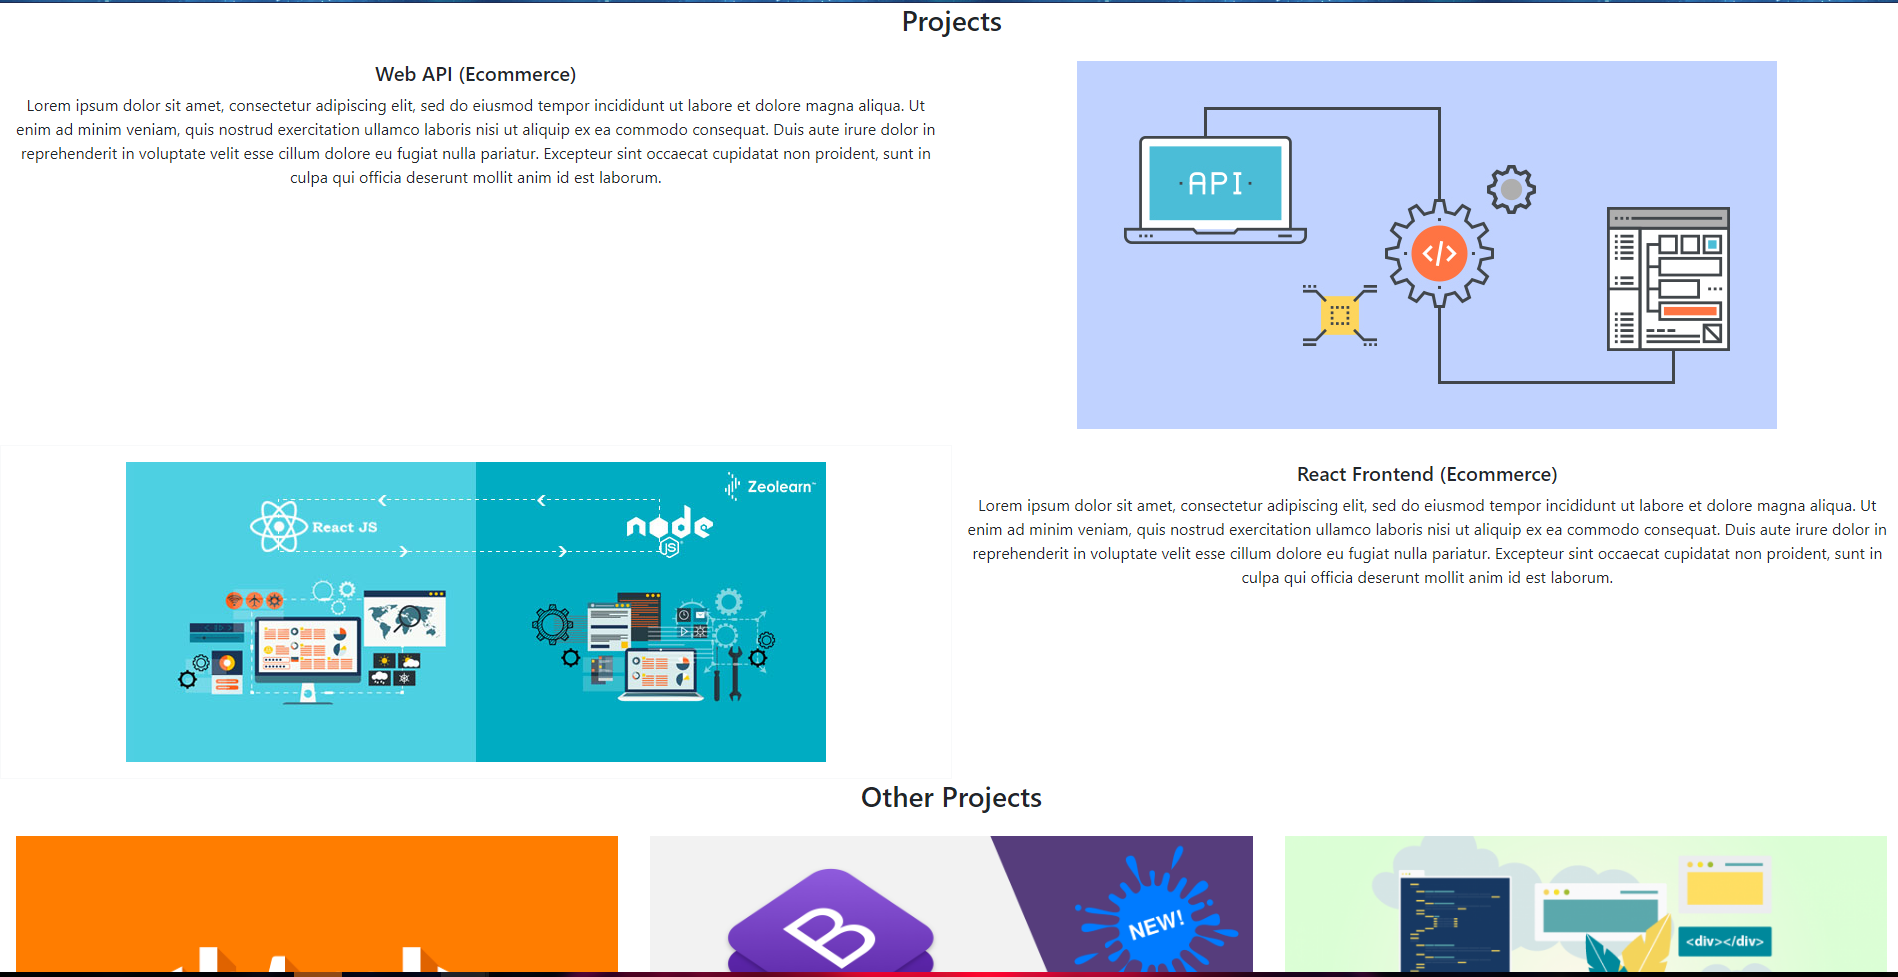 Projects
Web API (Ecommerce)
Lorem ipsum dolor sit amet, consectetur adipiscing elit, sed do eiusmod tempor incididunt ut labore et dolore magna aliqua. Ut
enim ad minim veniam, quis nostrud exercitation ullamco laboris nisi ut aliquip ex ea commodo consequat. Duis aute irure dolor in
reprehenderit in voluptate velit esse cillum dolore eu fugiat nulla pariatur. Excepteur sint occaecat cupidatat non proident, sunt in
culpa qui officia deserunt mollit anim id est laborum.
·API·
</>
Zeolearn™
React JS
node
JS
React Frontend (Ecommerce)
Lorem ipsum dolor sit amet, consectetur adipiscing elit, sed do eiusmod tempor incididunt ut labore et dolore magna aliqua. Ut
enim ad minim veniam, quis nostrud exercitation ullamco laboris nisi ut aliquip ex ea commodo consequat. Duis aute irure dolor in
reprehenderit in voluptate velit esse cillum dolore eu fugiat nulla pariatur. Excepteur sint occaecat cupidatat non proident, sunt in
culpa qui officia deserunt mollit anim id est laborum.
Other Projects
B
NEW!
<div></div>